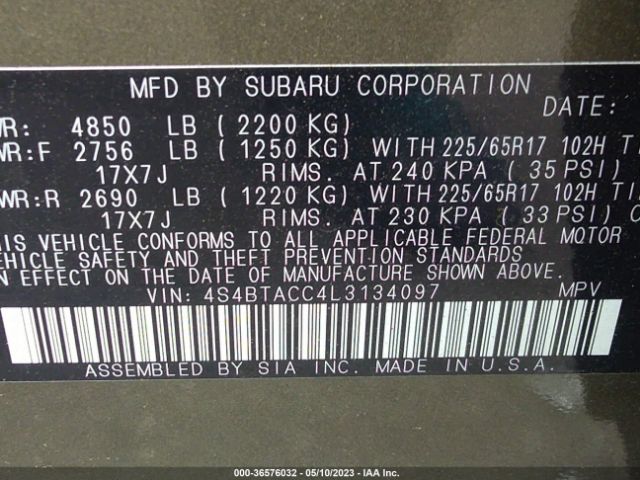 MFD BY SUBARU CORPORATION
DATE:
WR: 4850 LB ( 2200 KG)
WR:F 2756 LB ( 1250 KG) WITH 225/65R17 102H TI
17X7J RIMS. AT 240 KPA ( 35 PSI)
WR:R 2690 LB ( 1220 KG) WITH 225/65R17 102H TI
17X7J RIMS. AT 230 KPA ( 33 PSI) C
IS VEHICLE CONFORMS TO ALL APPLICABLE FEDERAL MOTOR
EHICLE SAFETY AND THEFT PREVENTION STANDARDS
N EFFECT ON THE DATE OF MANUFACTURE SHOWN ABOVE.
VIN: 4S4BTACC4L3134097 MPV
ASSEMBLED BY SIA INC. MADE IN U.S.A.
000-36576032 - 05/10/2023 - IAA Inc.